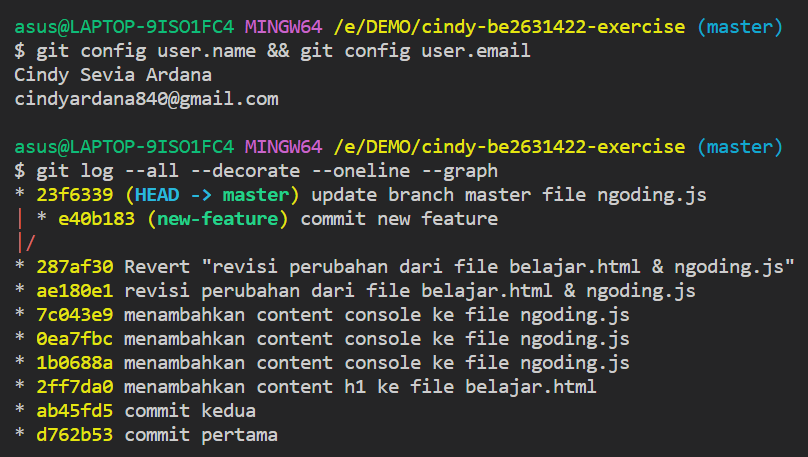 asus@LAPTOP-9ISO1FC4 MINGW64 /e/DEMO/cindy-be2631422-exercise (master)
$ git config user.name && git config user.email
Cindy Sevia Ardana
cindyardana840@gmail.com

asus@LAPTOP-9ISO1FC4 MINGW64 /e/DEMO/cindy-be2631422-exercise (master)
$ git log --all --decorate --oneline --graph
* 23f6339 (HEAD -> master) update branch master file ngoding.js
| * e40b183 (new-feature) commit new feature
|/
* 287af30 Revert "revisi perubahan dari file belajar.html & ngoding.js"
* ae180e1 revisi perubahan dari file belajar.html & ngoding.js
* 7c043e9 menambahkan content console ke file ngoding.js
* 0ea7fbc menambahkan content console ke file ngoding.js
* 1b0688a menambahkan content console ke file ngoding.js
* 2ff7da0 menambahkan content h1 ke file belajar.html
* ab45fd5 commit kedua
* d762b53 commit pertama